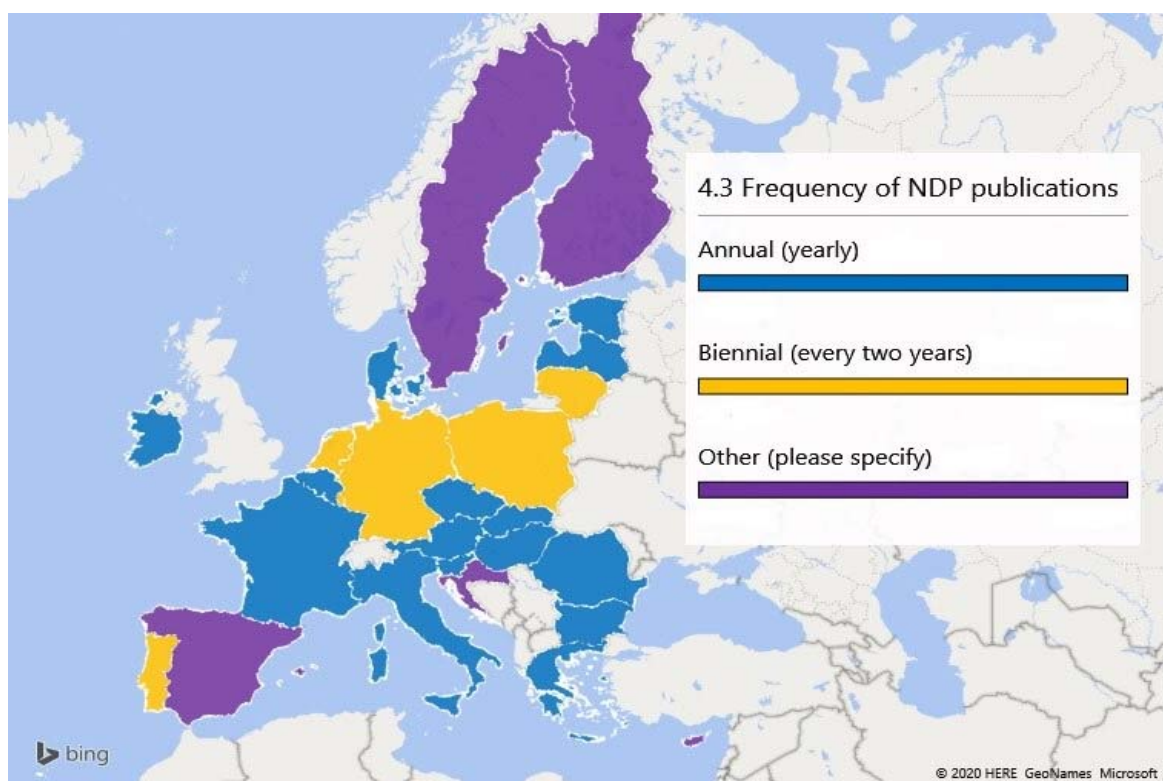 4.3 Frequency of NDP publications
Annual (yearly)
Biennial (every two years)
Other (please specify)
bing
© 2020 HERE GeoNames Microsoft